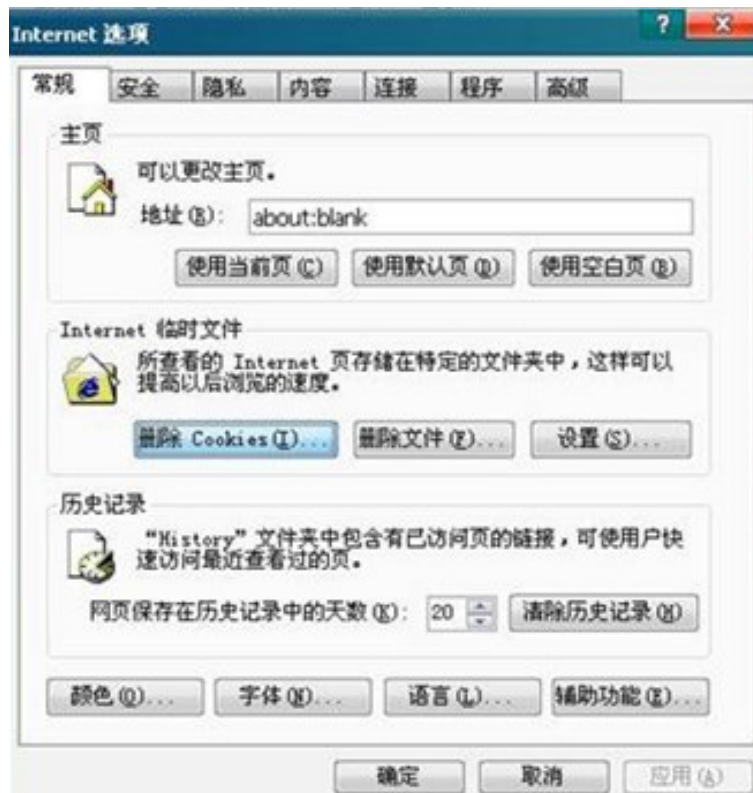 Internet 选项
常规 安全 隐私 内容 连接 程序 高级
主页
可以更改主页。
地址(R): about:blank
使用当前页(C) 使用默认页(D) 使用空白页(B)
Internet 临时文件
所查看的 Internet 页存储在特定的文件夹中，这样可以
提高以后浏览的速度。
删除 Cookies(I)... 删除文件(F)... 设置(S)...
历史记录
“History”文件夹中包含有已访问页的链接，可使用户快
速访问最近查看过的页。
网页保存在历史记录中的天数(K): 20 清除历史记录(H)
颜色(O)... 字体(N)... 语言(L)... 辅助功能(E)...
确定 取消 应用(A)